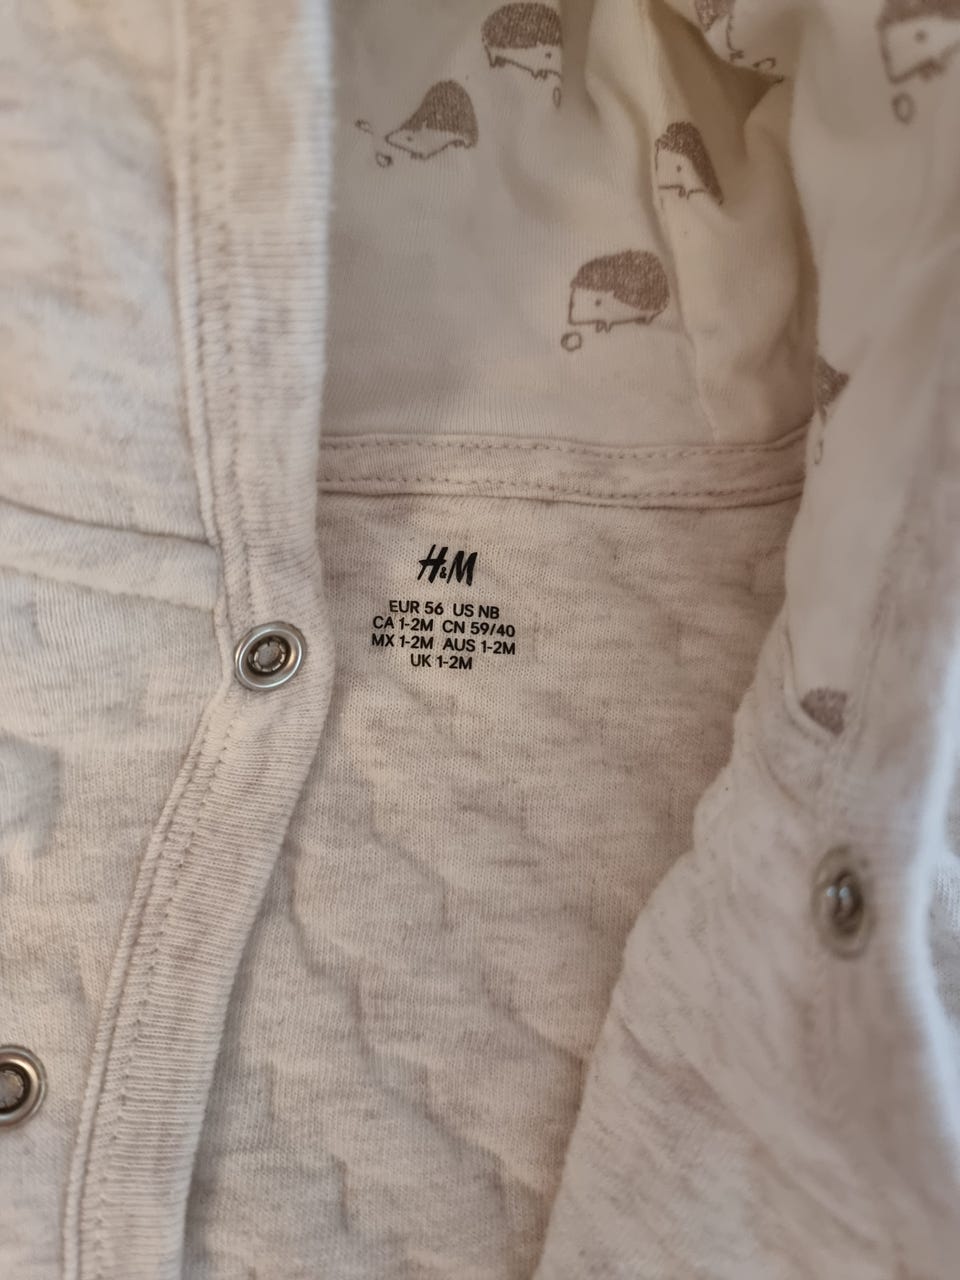 H&M
EUR 56 US NB
CA 1-2M CN 59/40
MX 1-2M AUS 1-2M
UK 1-2M